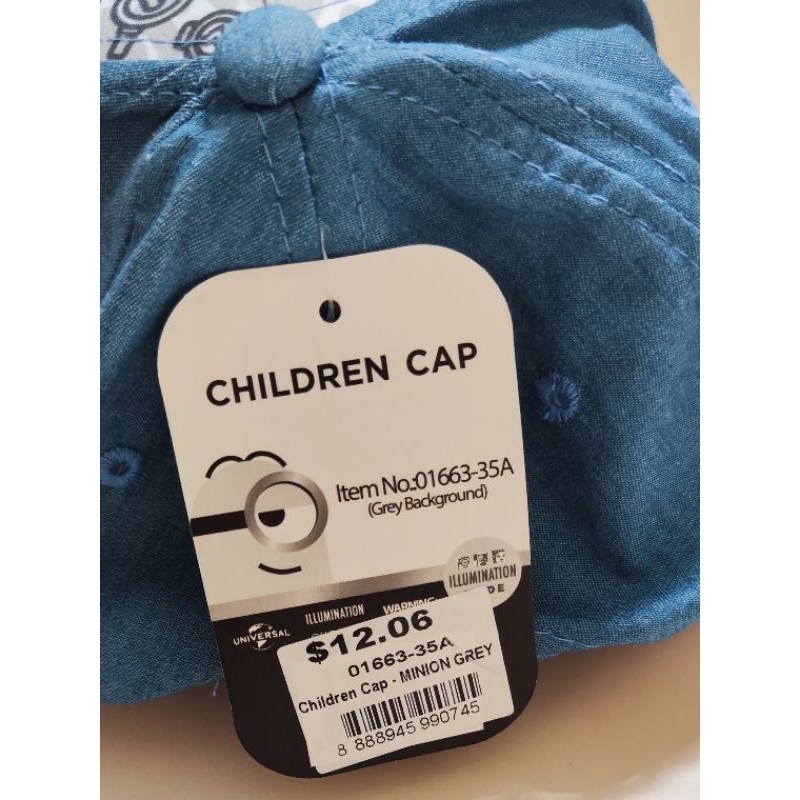 CHILDREN CAP
Item No.:01663-35A
(Grey Background)
ILLUMINATION
UNIVERSAL
ILLUMINATION
WARNING
$12.06
01663-35A
Children Cap - MINION GREY
8 888945 990745